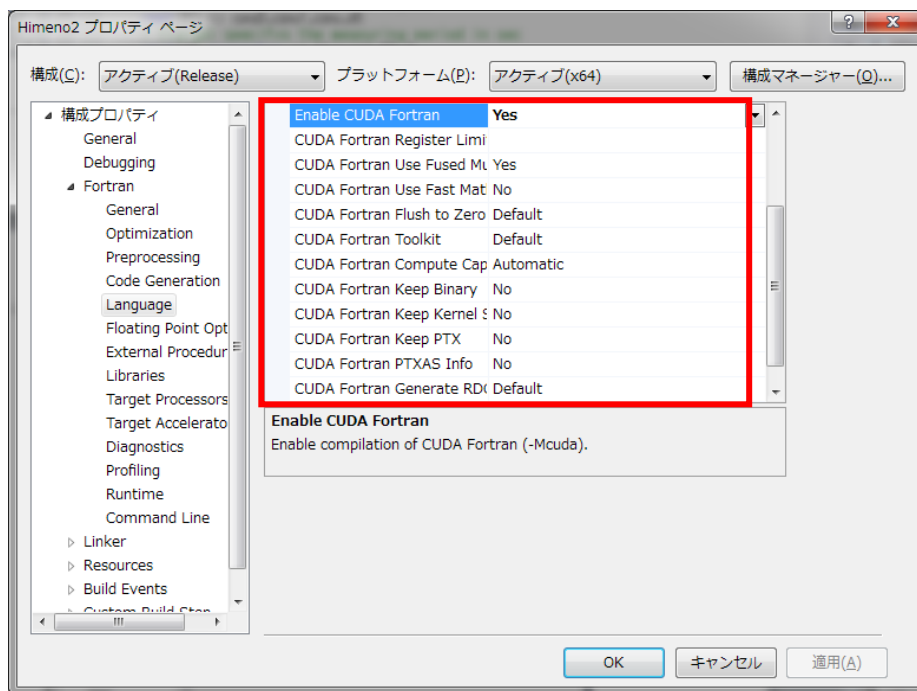 Himeno2 プロパティ ページ
構成(C): アクティブ(Release) プラットフォーム(P): アクティブ(x64) 構成マネージャー(O)...
構成プロパティ
General
Debugging
Fortran
General
Optimization
Preprocessing
Code Generation
Language
Floating Point Opt
External Procedur
Libraries
Target Processors
Target Accelerato
Diagnostics
Profiling
Runtime
Command Line
Linker
Resources
Build Events
Custom Build Step
Enable CUDA Fortran Yes
CUDA Fortran Register Limi
CUDA Fortran Use Fused Mu Yes
CUDA Fortran Use Fast Mat No
CUDA Fortran Flush to Zero Default
CUDA Fortran Toolkit Default
CUDA Fortran Compute Cap Automatic
CUDA Fortran Keep Binary No
CUDA Fortran Keep Kernel S No
CUDA Fortran Keep PTX No
CUDA Fortran PTXAS Info No
CUDA Fortran Generate RDC Default
Enable CUDA Fortran
Enable compilation of CUDA Fortran (-Mcuda).
OK キャンセル 適用(A)